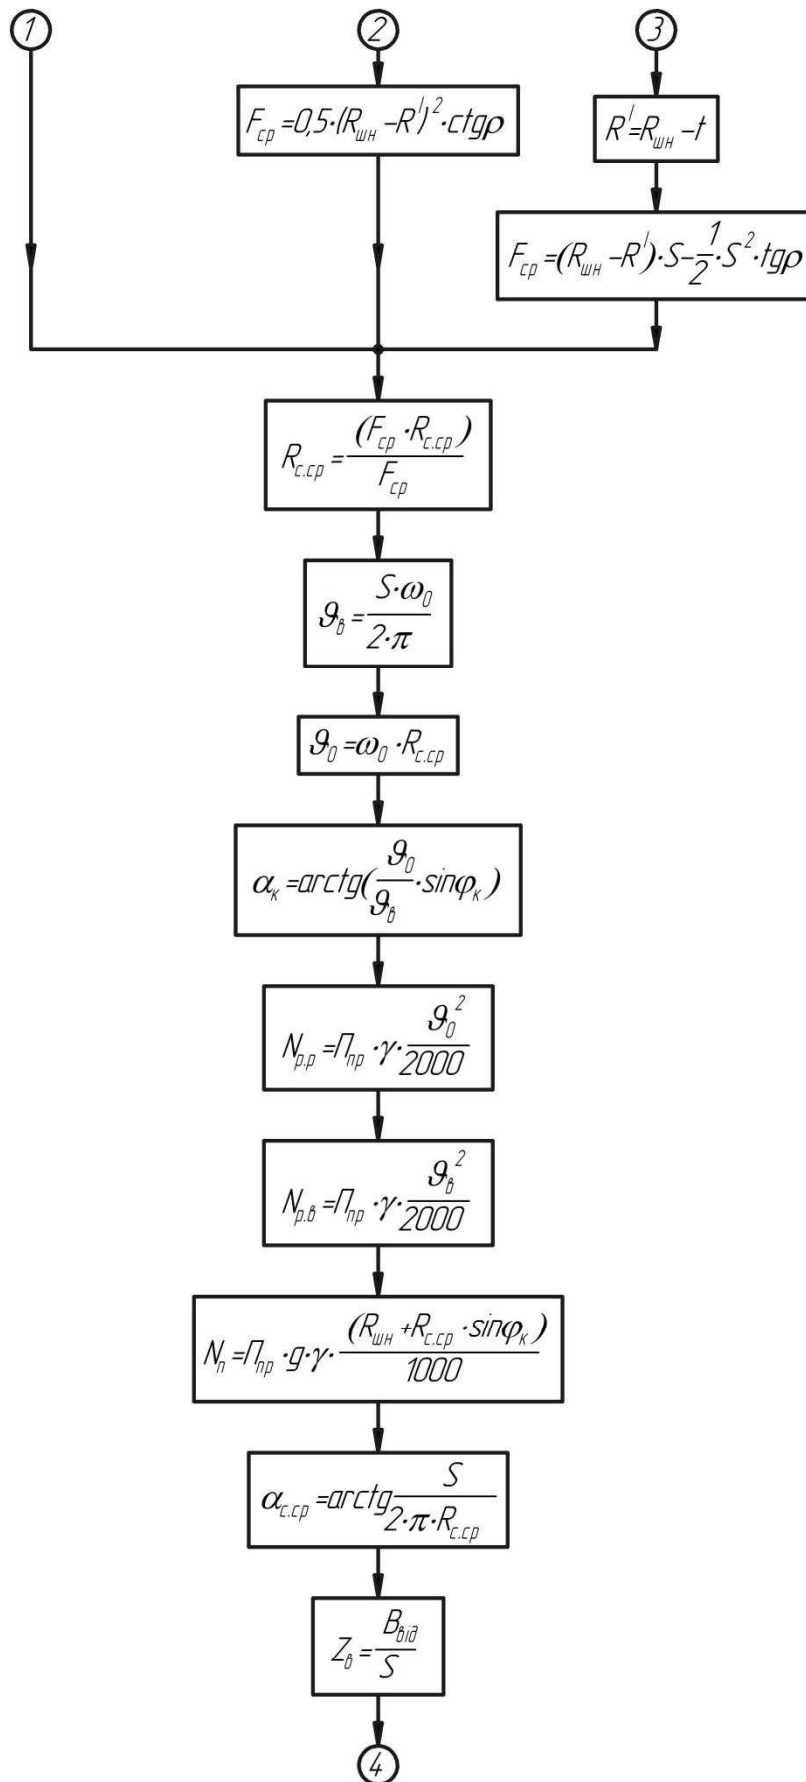 1 2 3
F_ср = 0,5·(R_шн – R^|)^2·ctgρ
R^| = R_шн – t
F_ср = (R_шн – R^|)·S – 1/2·S^2·tgρ
R_с.ср = (F_ср·R_с.ср)/F_ср
ϑ_в = S·ω_0/2·π
ϑ_0 = ω_0·R_с.ср
α_к = arctg(ϑ_0/ϑ_в·sinφ_к)
N_р.р = П_пр·γ·ϑ_0^2/2000
N_р.в = П_пр·γ·ϑ_в^2/2000
N_п = П_пр·g·γ·(R_шн + R_с.ср·sinφ_к)/1000
α_с.ср = arctg S/2·π·R_с.ср
Z_в = B_від/S
4